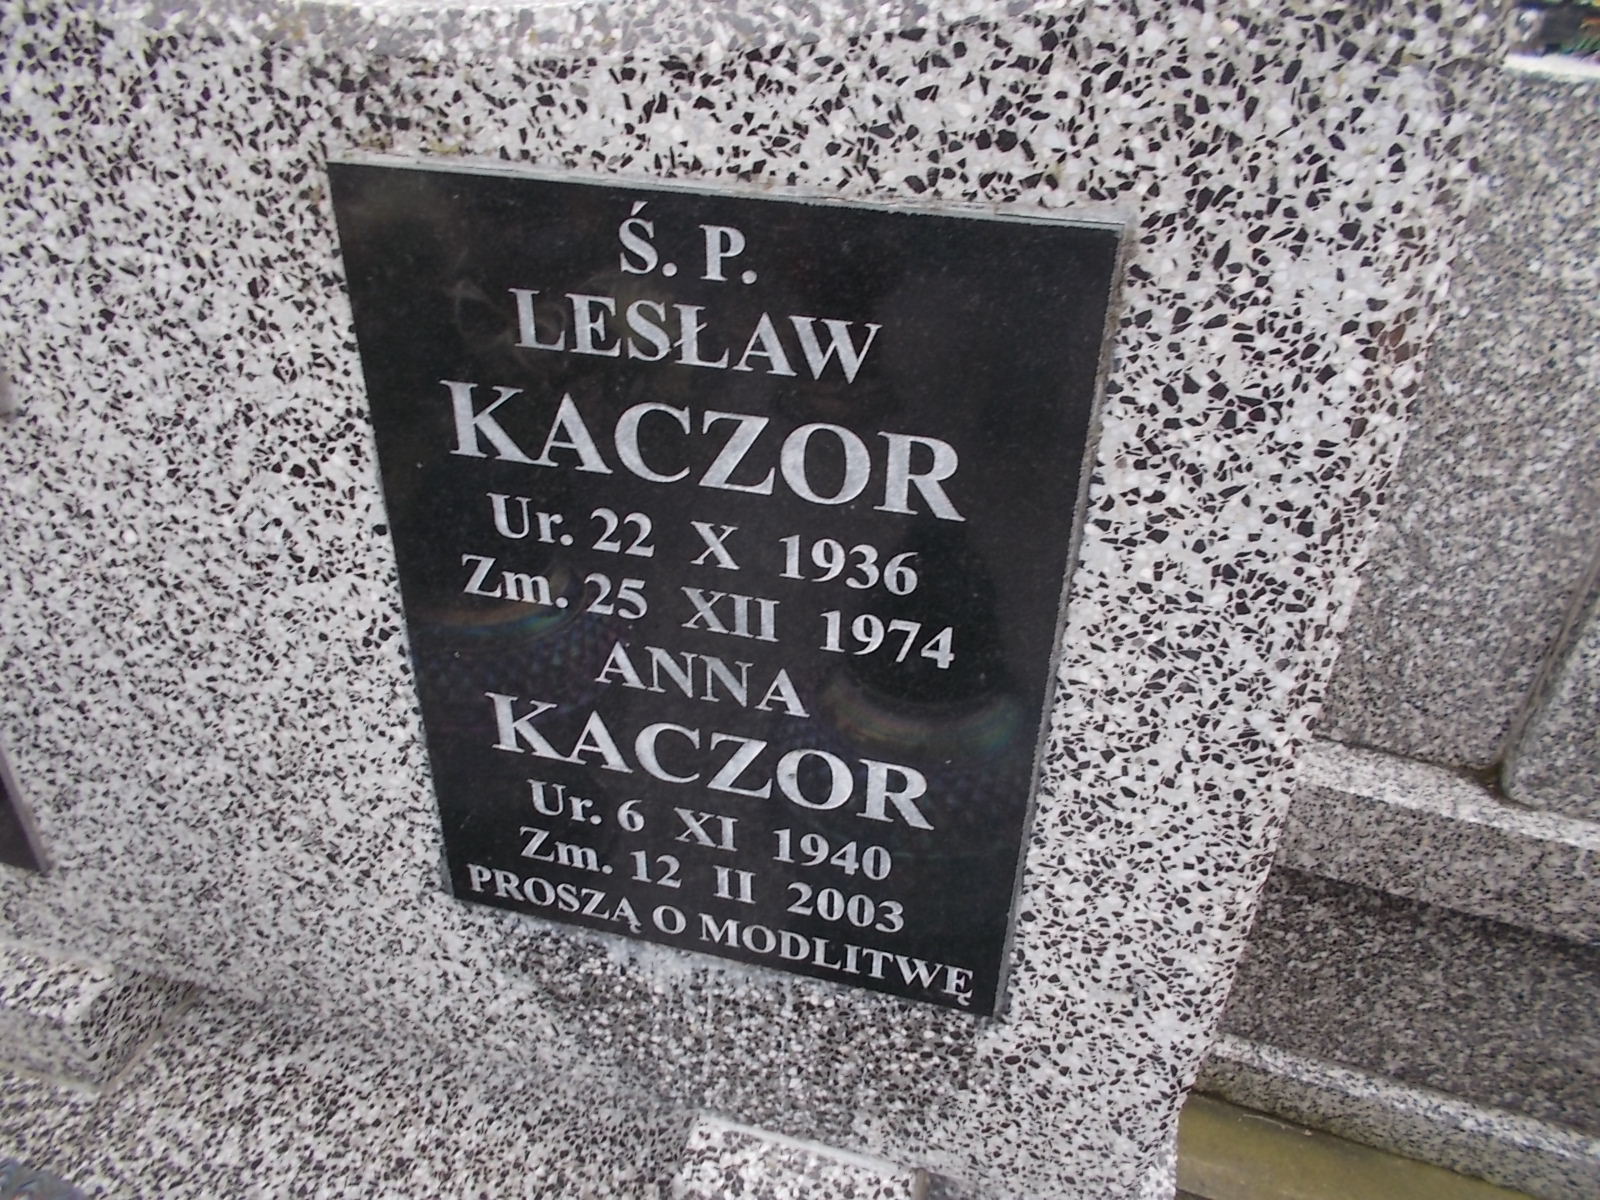 Ś. P.
LESŁAW
KACZOR
Ur. 22 X 1936
Zm. 25 XII 1974
ANNA
KACZOR
Ur. 6 XI 1940
Zm. 12 II 2003
PROSZĄ O MODLITWĘ